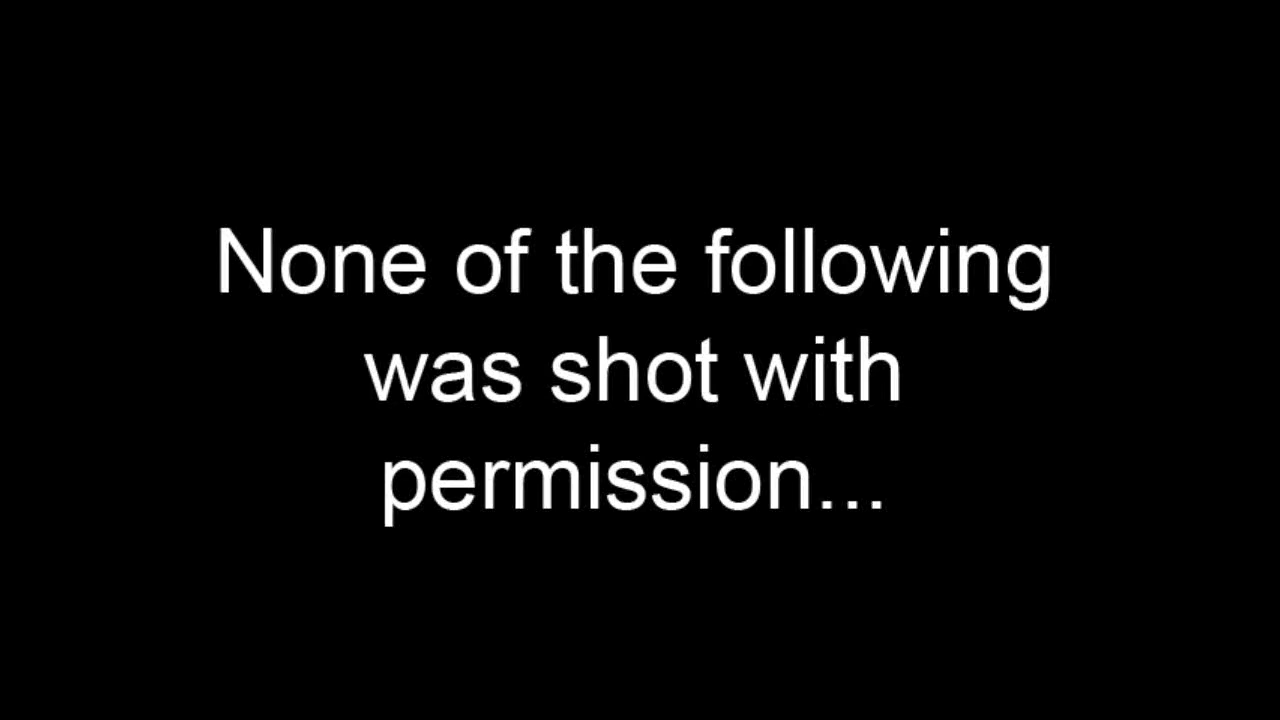 None of the following
was shot with
permission...